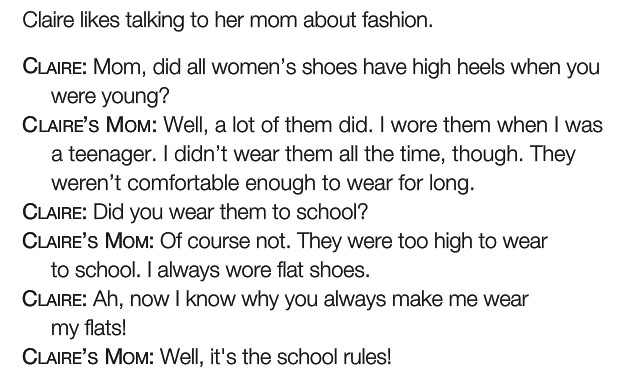 Claire likes talking to her mom about fashion.
CLAIRE: Mom, did all women’s shoes have high heels when you
were young?
CLAIRE’S MOM: Well, a lot of them did. I wore them when I was
a teenager. I didn’t wear them all the time, though. They
weren’t comfortable enough to wear for long.
CLAIRE: Did you wear them to school?
CLAIRE’S MOM: Of course not. They were too high to wear
to school. I always wore flat shoes.
CLAIRE: Ah, now I know why you always make me wear
my flats!
CLAIRE’S MOM: Well, it's the school rules!